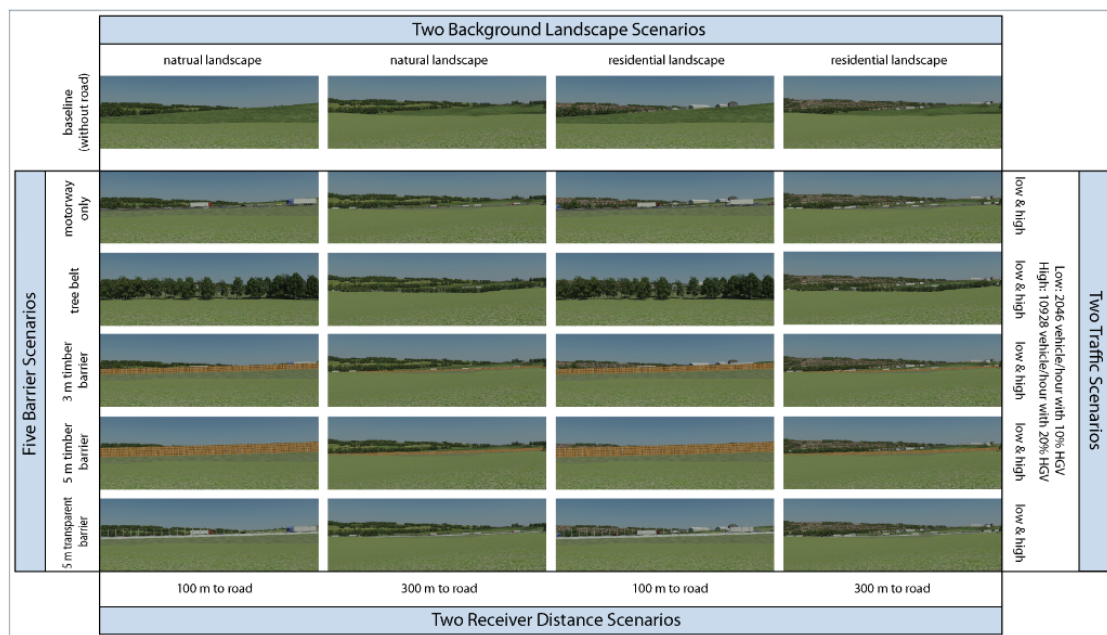 Two Background Landscape Scenarios
natrual landscape
natural landscape
residential landscape
residential landscape
baseline
(without road)
Five Barrier Scenarios
motorway
only
low & high
tree belt
low & high
3 m timber
barrier
low & high
5 m timber
barrier
low & high
5 m transparent
barrier
low & high
Low: 2046 vehicle/hour with 10% HGV
High: 10928 vehicle/hour with 20% HGV
Two Traffic Scenarios
100 m to road
300 m to road
100 m to road
300 m to road
Two Receiver Distance Scenarios